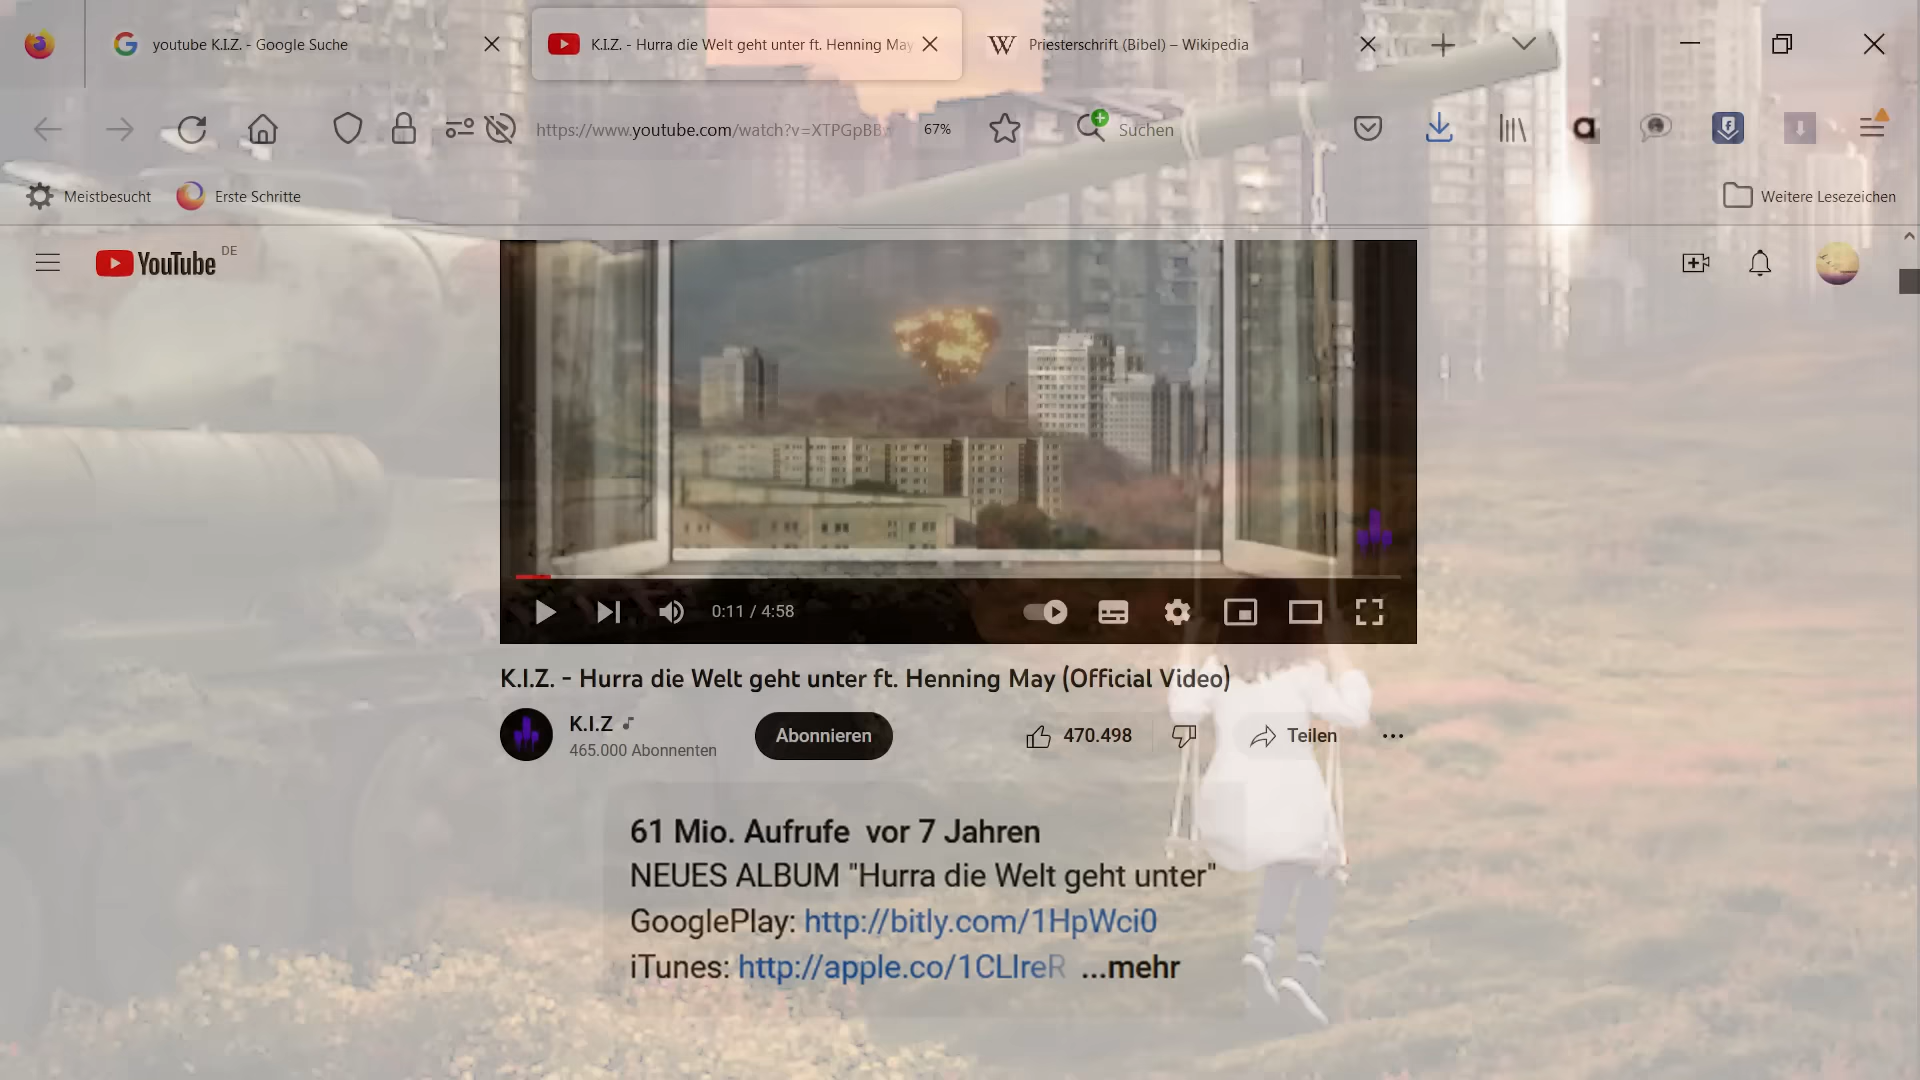 youtube K.I.Z. - Google Suche
K.I.Z. - Hurra die Welt geht unter ft. Henning May
Priesterschrift (Bibel) – Wikipedia
https://www.youtube.com/watch?v=XTPGpBB
67%
Suchen
Meistbesucht
Erste Schritte
Weitere Lesezeichen
YouTube DE
0:11 / 4:58
K.I.Z. - Hurra die Welt geht unter ft. Henning May (Official Video)
K.I.Z
465.000 Abonnenten
Abonnieren
470.498
Teilen
61 Mio. Aufrufe vor 7 Jahren
NEUES ALBUM "Hurra die Welt geht unter"
GooglePlay: http://bitly.com/1HpWci0
iTunes: http://apple.co/1CLIreR ...mehr